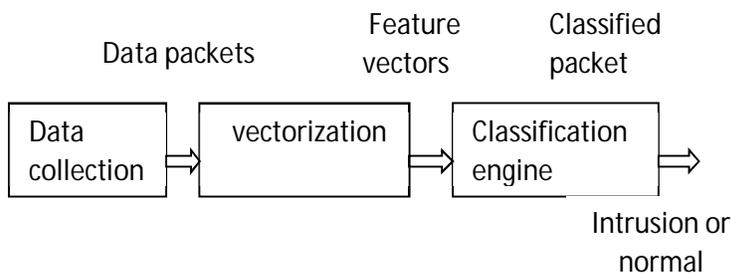 Data packets
Feature
vectors
Classified
packet
Data
collection
vectorization
Classification
engine
Intrusion or
normal